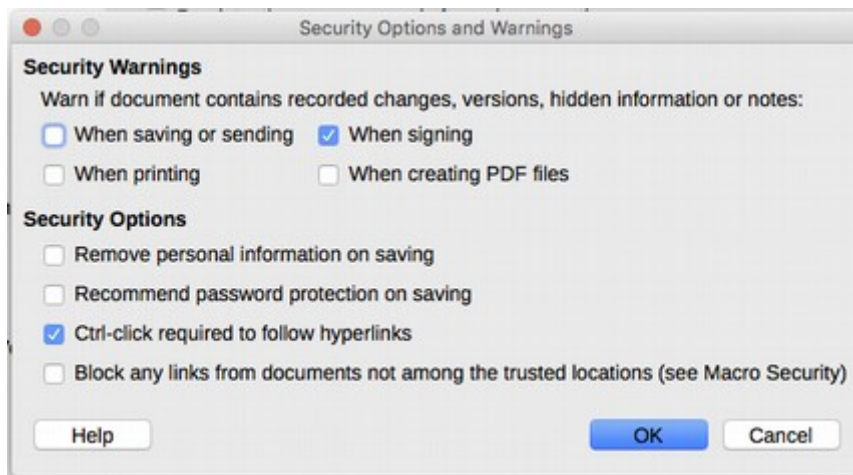 Security Options and Warnings
Security Warnings
Warn if document contains recorded changes, versions, hidden information or notes:
When saving or sending When signing
When printing When creating PDF files
Security Options
Remove personal information on saving
Recommend password protection on saving
Ctrl-click required to follow hyperlinks
Block any links from documents not among the trusted locations (see Macro Security)
Help OK Cancel